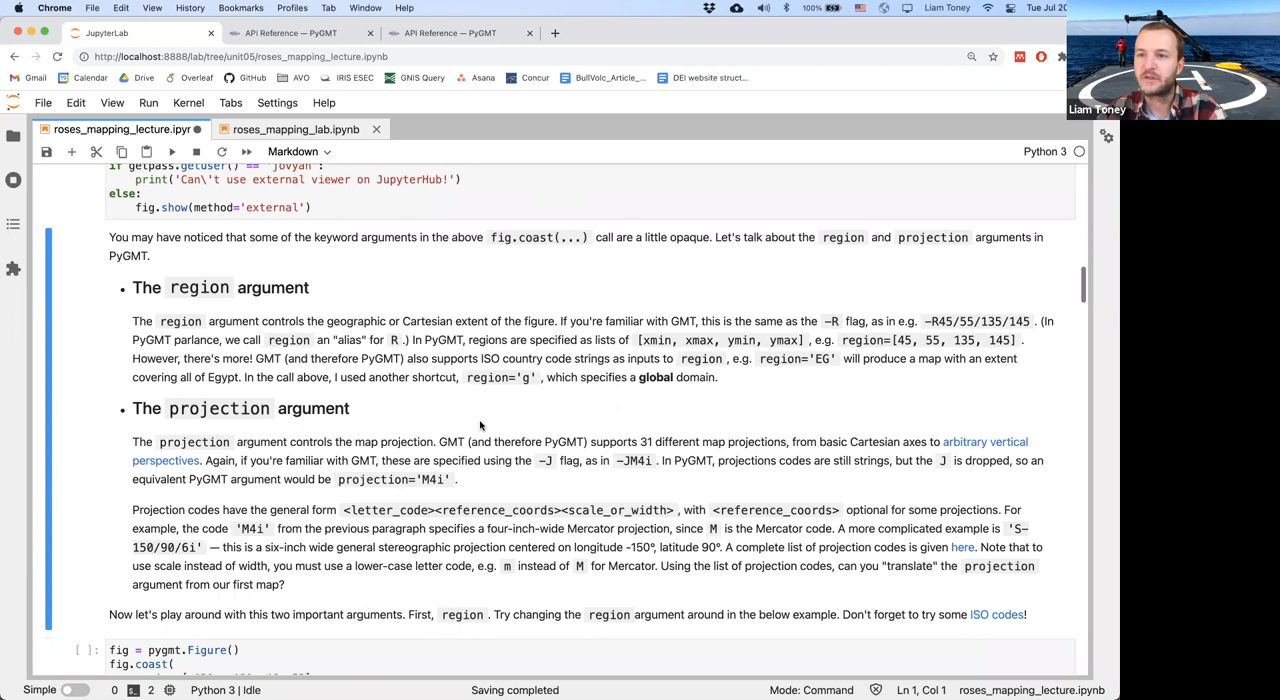 Chrome File Edit View History Bookmarks Profiles Tab Window Help 100% Liam Toney Tue Jul 20
JupyterLab API Reference — PyGMT API Reference — PyGMT
http://localhost:8888/lab/tree/unit05/roses_mapping_lecture.ipynb
Gmail Calendar Drive Overleaf GitHub AVO IRIS ESEC GNIS Query Asana Concur BullVolc_Article_... DEI website struct...
Liam Toney
File Edit View Run Kernel Tabs Settings Help
roses_mapping_lecture.ipyr roses_mapping_lab.ipynb
Markdown Python 3
if getpass.getuser() == 'jovyan':
print('Can\'t use external viewer on JupyterHub!')
else:
fig.show(method='external')
You may have noticed that some of the keyword arguments in the above fig.coast(...) call are a little opaque. Let's talk about the region and projection arguments in
PyGMT.
• The region argument
The region argument controls the geographic or Cartesian extent of the figure. If you're familiar with GMT, this is the same as the -R flag, as in e.g. -R45/55/135/145 . (In
PyGMT parlance, we call region an "alias" for R .) In PyGMT, regions are specified as lists of [xmin, xmax, ymin, ymax] , e.g. region=[45, 55, 135, 145] .
However, there's more! GMT (and therefore PyGMT) also supports ISO country code strings as inputs to region , e.g. region='EG' will produce a map with an extent
covering all of Egypt. In the call above, I used another shortcut, region='g' , which specifies a global domain.
• The projection argument
The projection argument controls the map projection. GMT (and therefore PyGMT) supports 31 different map projections, from basic Cartesian axes to arbitrary vertical
perspectives. Again, if you're familiar with GMT, these are specified using the -J flag, as in -JM4i . In PyGMT, projections codes are still strings, but the J is dropped, so an
equivalent PyGMT argument would be projection='M4i' .
Projection codes have the general form <letter_code><reference_coords><scale_or_width> , with <reference_coords> optional for some projections. For
example, the code 'M4i' from the previous paragraph specifies a four-inch-wide Mercator projection, since M is the Mercator code. A more complicated example is 'S-
150/90/6i' — this is a six-inch wide general stereographic projection centered on longitude -150°, latitude 90°. A complete list of projection codes is given here. Note that to
use scale instead of width, you must use a lower-case letter code, e.g. m instead of M for Mercator. Using the list of projection codes, can you "translate" the projection
argument from our first map?
Now let's play around with this two important arguments. First, region . Try changing the region argument around in the below example. Don't forget to try some ISO codes!
[ ]: fig = pygmt.Figure()
fig.coast(
Simple 0 2 Python 3 | Idle Saving completed Mode: Command Ln 1, Col 1 roses_mapping_lecture.ipynb